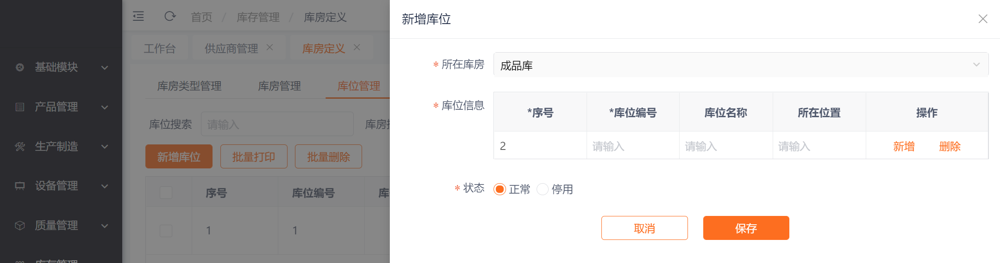 首页 / 库存管理 / 库房定义
工作台 供应商管理 库房定义
基础模块
产品管理
生产制造
设备管理
质量管理
库存管理
库房类型管理 库房管理 库位管理
库位搜索 请输入 库房
新增库位 批量打印 批量删除
序号 库位编号
1 1
新增库位
* 所在库房 成品库
* 库位信息
*序号 *库位编号 库位名称 所在位置 操作
2 请输入 请输入 请输入 新增 删除
* 状态 正常 停用
取消 保存